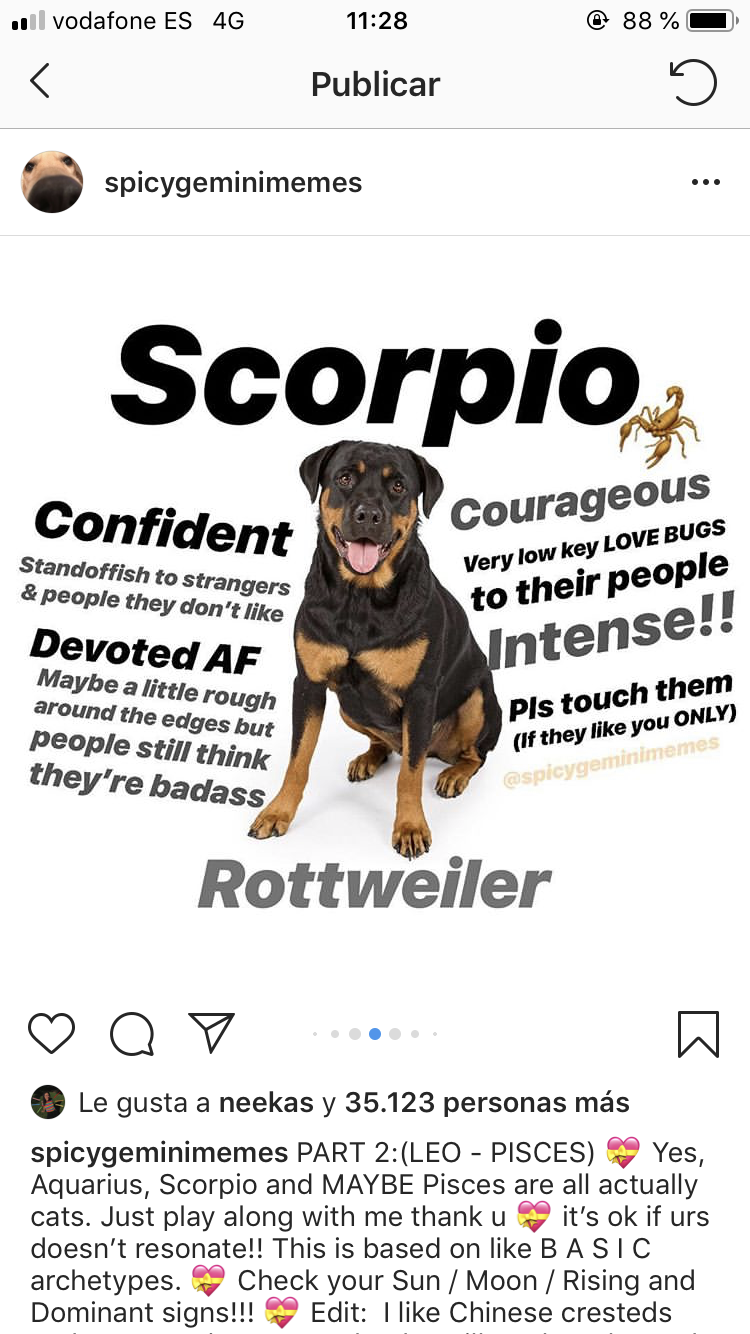 vodafone ES 4G 11:28 88 %
Publicar
spicygeminimemes
Scorpio
Confident
Standoffish to strangers
& people they don't like
Devoted AF
Maybe a little rough
around the edges but
people still think
they're badass
Courageous
Very low key LOVE BUGS
to their people
Intense!!
Pls touch them
(If they like you ONLY)
@spicygeminimemes
Rottweiler
Le gusta a neekas y 35.123 personas más
spicygeminimemes PART 2:(LEO - PISCES) 💝 Yes,
Aquarius, Scorpio and MAYBE Pisces are all actually
cats. Just play along with me thank u 💝 it's ok if urs
doesn't resonate!! This is based on like B A S I C
archetypes. 💝 Check your Sun / Moon / Rising and
Dominant signs!!! 💝 Edit: I like Chinese cresteds